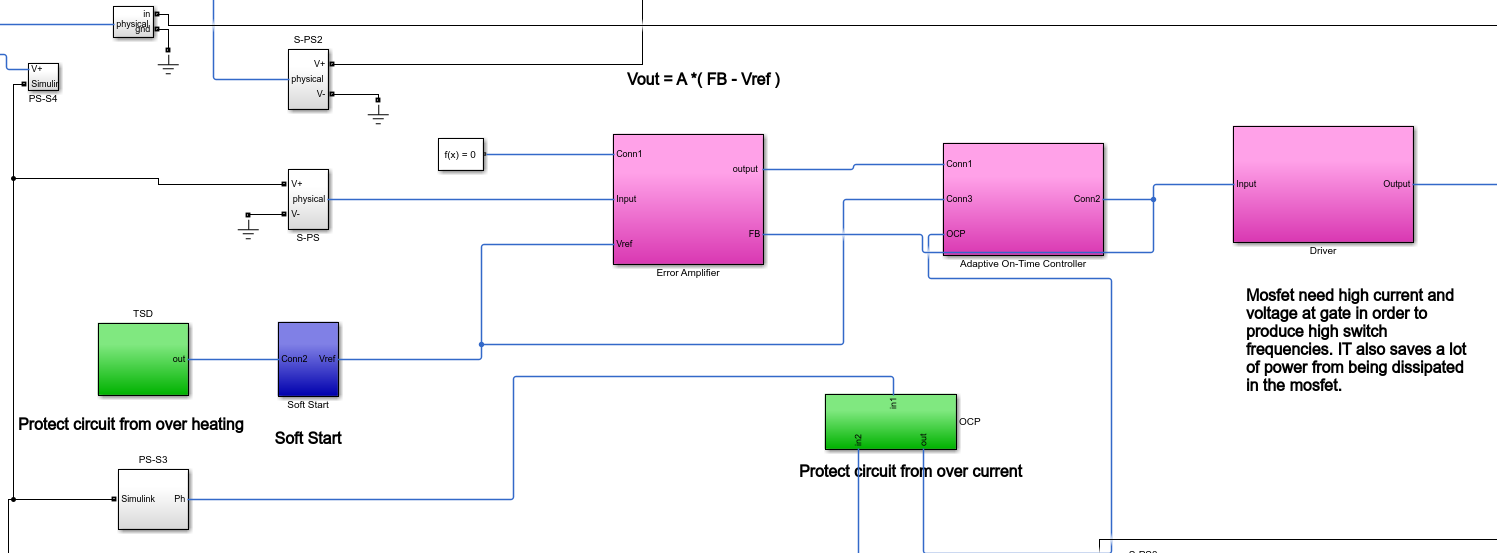 in
physical
gnd
V+
Simulin
PS-S4
S-PS2
V+
physical
V-
Vout = A *( FB - Vref )
f(x) = 0
Conn1
output
Input
FB
Vref
Error Amplifier
Conn1
Conn3
Conn2
OCP
Adaptive On-Time Controller
Input
Output
Driver
V+
physical
V-
S-PS
Mosfet need high current and
voltage at gate in order to
produce high switch
frequencies. IT also saves a lot
of power from being dissipated
in the mosfet.
TSD
out
Conn2
Vref
Soft Start
Protect circuit from over heating
Soft Start
in1
in2
out
OCP
Protect circuit from over current
PS-S3
Simulink
Ph